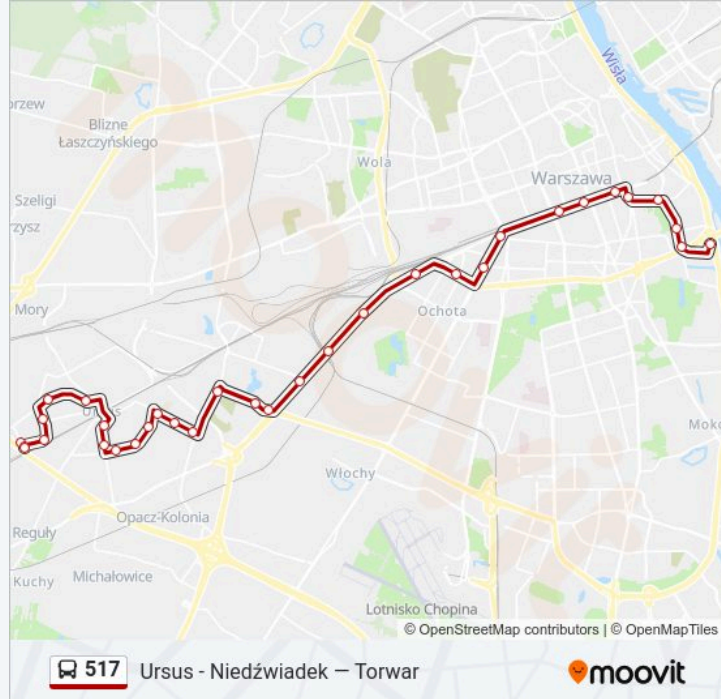 Wisła
orzew
Blizne
Łaszczyńskiego
Wola
Warszawa
Szeligi
rzysz
Mory
Ochota
Włochy
Moko
Opacz-Kolonia
Reguły
Kuchy
Michałowice
Lotnisko Chopina
© OpenStreetMap contributors | © OpenMapTiles
517
Ursus - Niedźwiadek — Torwar
moovit